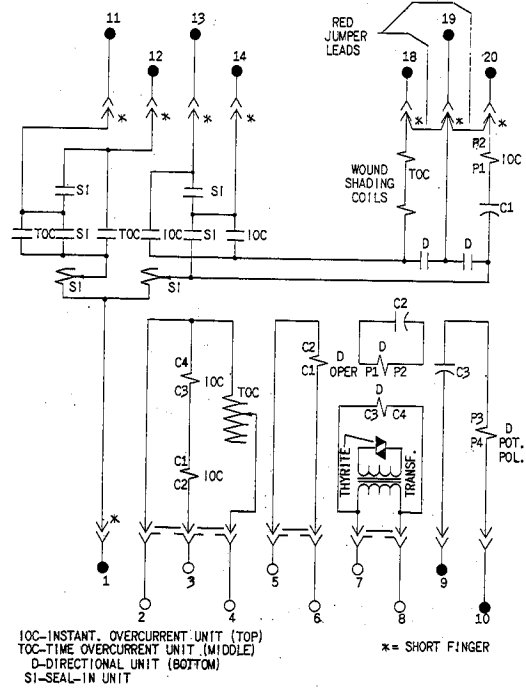 11
13
12
14
RED
JUMPER
LEADS
19
18
20
*
*
*
*
*
*
*
P2
P1
IOC
WOUND
SHADING
COILS
TOC
C1
SI
SI
TOC
SI
TOC
IOC
SI
IOC
D
D
SI
SI
C2
D
P1
P2
C4
C3
IOC
TOC
C2
C1
D
OPER
C3
D
C3
C4
P3
P4
D
POT.
POL.
C1
C2
IOC
THYRITE
TRANSF.
*
1
2
3
4
5
6
7
8
9
10
IOC-INSTANT. OVERCURRENT UNIT (TOP)
TOC-TIME OVERCURRENT UNIT (MIDDLE)
D-DIRECTIONAL UNIT (BOTTOM)
SI-SEAL-IN UNIT
*= SHORT FINGER